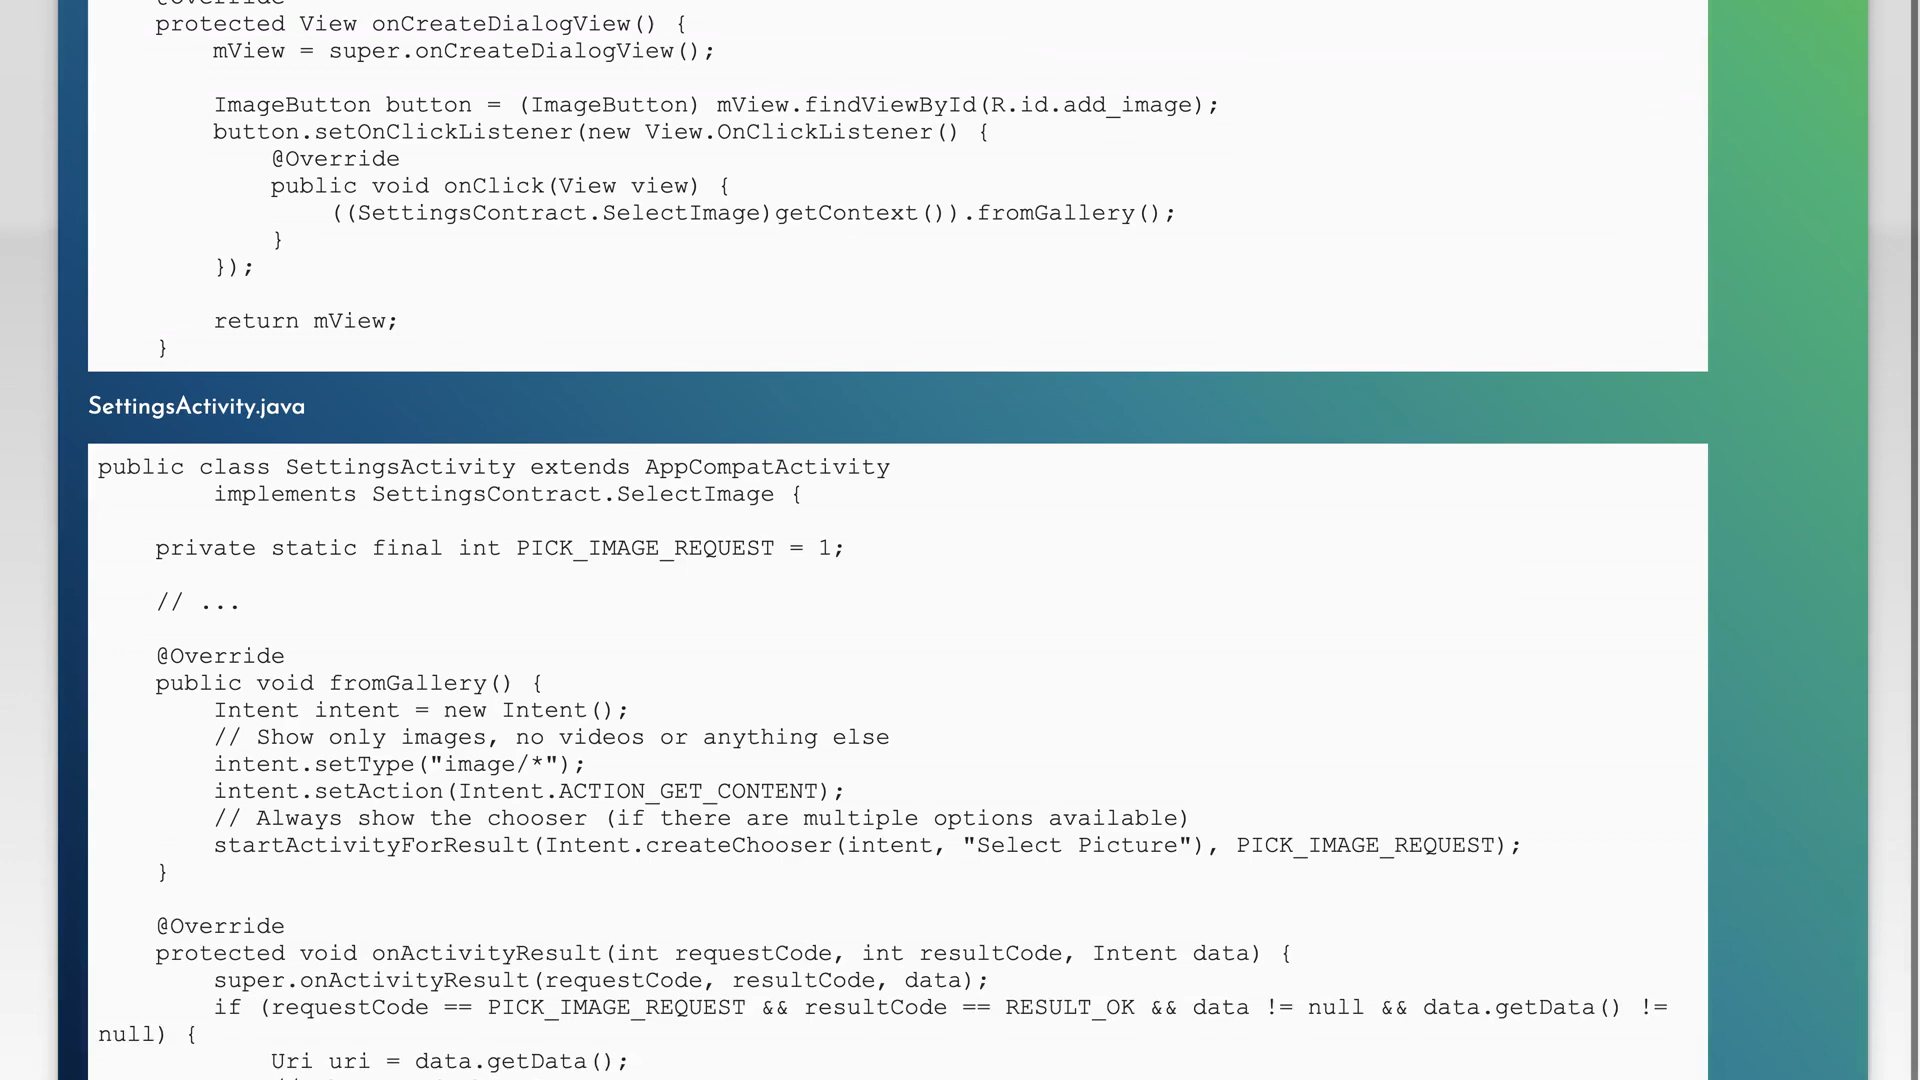 @Override
protected View onCreateDialogView() {
mView = super.onCreateDialogView();
ImageButton button = (ImageButton) mView.findViewById(R.id.add_image);
button.setOnClickListener(new View.OnClickListener() {
@Override
public void onClick(View view) {
((SettingsContract.SelectImage)getContext()).fromGallery();
}
});
return mView;
}
SettingsActivity.java
public class SettingsActivity extends AppCompatActivity
implements SettingsContract.SelectImage {
private static final int PICK_IMAGE_REQUEST = 1;
// ...
@Override
public void fromGallery() {
Intent intent = new Intent();
// Show only images, no videos or anything else
intent.setType("image/*");
intent.setAction(Intent.ACTION_GET_CONTENT);
// Always show the chooser (if there are multiple options available)
startActivityForResult(Intent.createChooser(intent, "Select Picture"), PICK_IMAGE_REQUEST);
}
@Override
protected void onActivityResult(int requestCode, int resultCode, Intent data) {
super.onActivityResult(requestCode, resultCode, data);
if (requestCode == PICK_IMAGE_REQUEST && resultCode == RESULT_OK && data != null && data.getData() !=
null) {
Uri uri = data.getData();